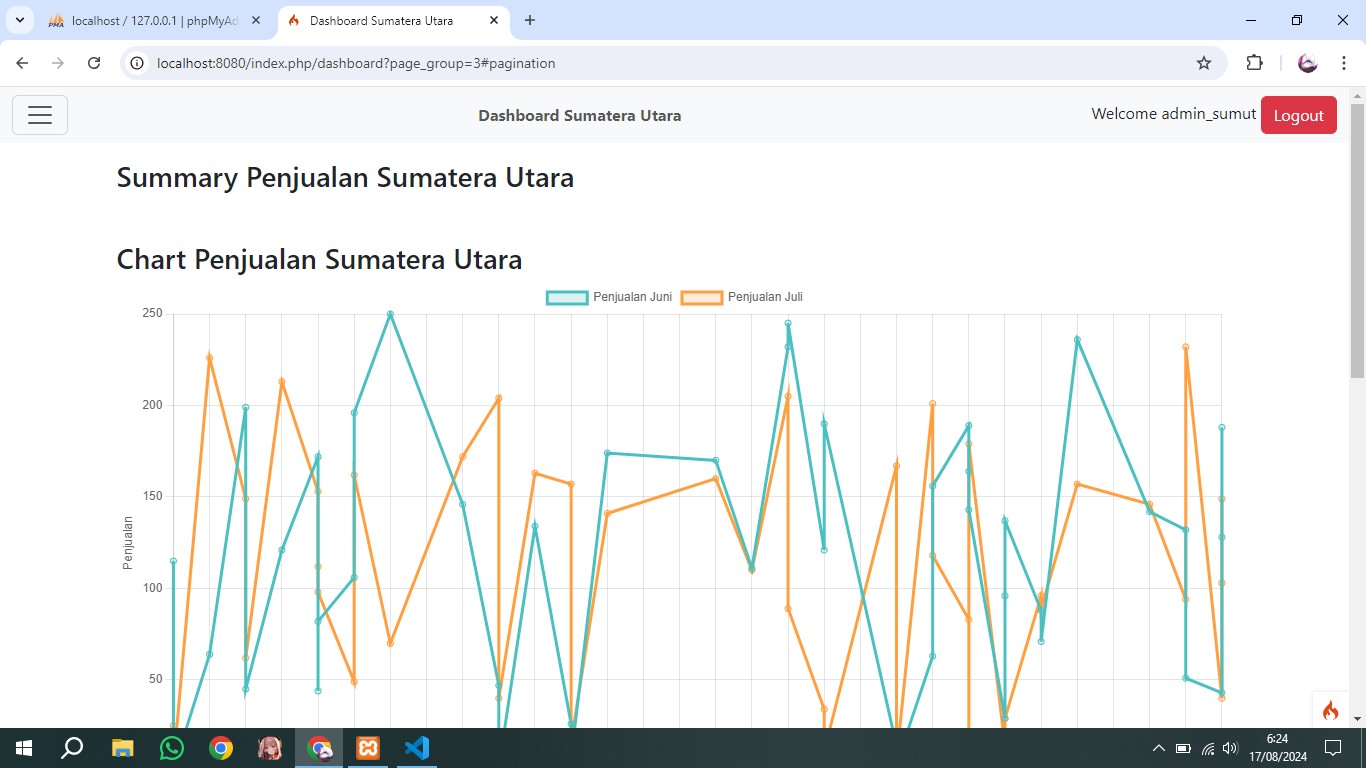 localhost / 127.0.0.1 | phpMyAd
Dashboard Sumatera Utara
localhost:8080/index.php/dashboard?page_group=3#pagination
Dashboard Sumatera Utara
Welcome admin_sumut
Logout
Summary Penjualan Sumatera Utara
Chart Penjualan Sumatera Utara
Penjualan Juni
Penjualan Juli
250
200
150
100
50
Penjualan
6:24
17/08/2024